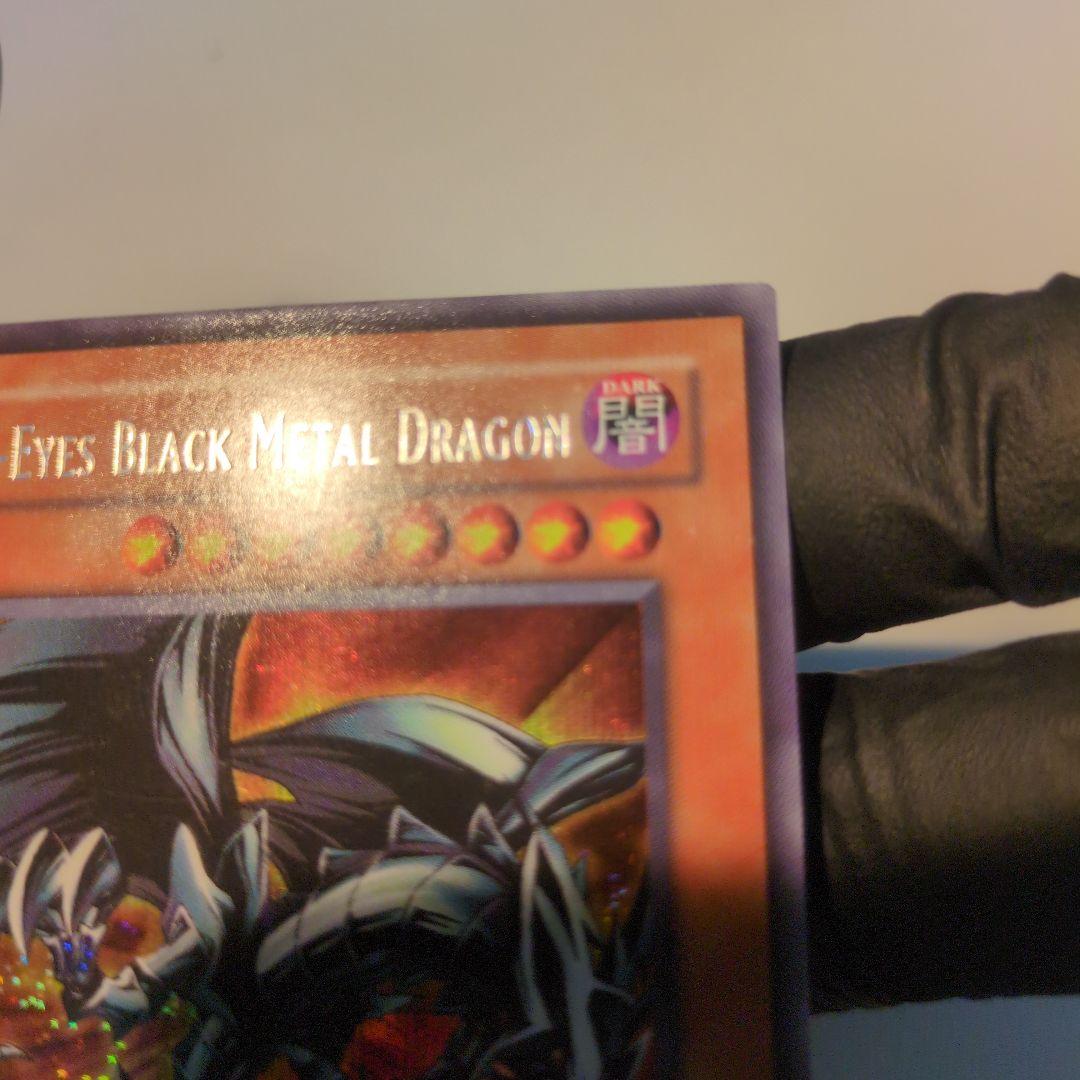 -Eyes Black Metal Dragon
DARK
闇